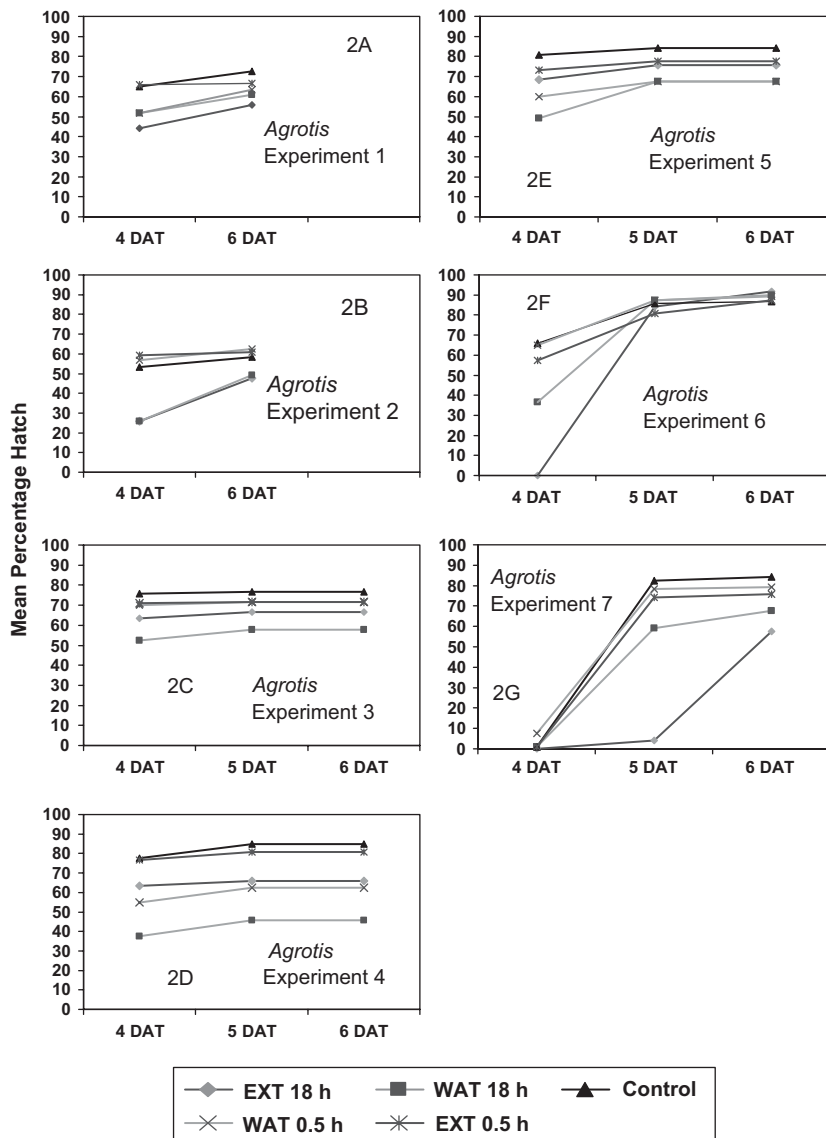 Mean Percentage Hatch
100
90
80
70
60
50
40
30
20
10
0
2A
Agrotis
Experiment 1
4 DAT 6 DAT
100
90
80
70
60
50
40
30
20
10
0
2B
Agrotis
Experiment 2
4 DAT 6 DAT
100
90
80
70
60
50
40
30
20
10
0
2C
Agrotis
Experiment 3
4 DAT 5 DAT 6 DAT
100
90
80
70
60
50
40
30
20
10
0
2D
Agrotis
Experiment 4
4 DAT 5 DAT 6 DAT
100
90
80
70
60
50
40
30
20
10
0
2E
Agrotis
Experiment 5
4 DAT 5 DAT 6 DAT
100
90
80
70
60
50
40
30
20
10
0
2F
Agrotis
Experiment 6
4 DAT 5 DAT 6 DAT
100
90
80
70
60
50
40
30
20
10
0
Agrotis
Experiment 7
2G
4 DAT 5 DAT 6 DAT
EXT 18 h WAT 18 h Control
WAT 0.5 h EXT 0.5 h